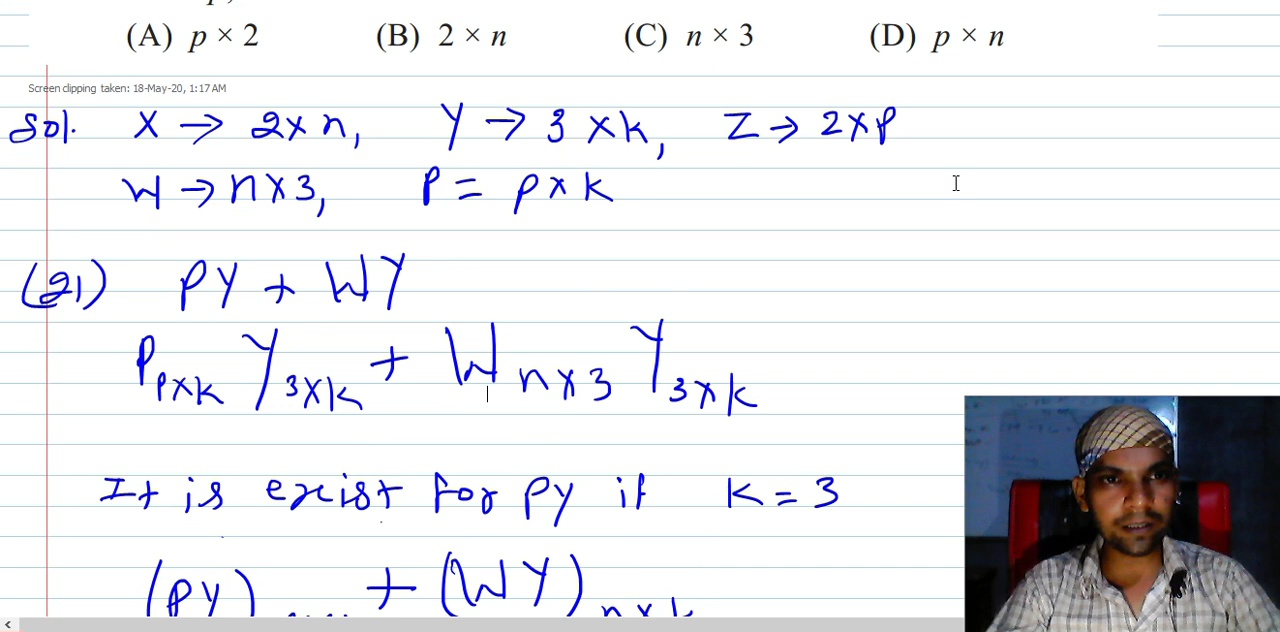 (A) p × 2 (B) 2 × n (C) n × 3 (D) p × n
Screen clipping taken: 18-May-20, 1:17 AM
Sol. X → 2 x n, Y → 3 x k, Z → 2 x p
W → n x 3, P = p x k
(21) PY + WY
P p x k Y 3 x k + W n x 3 Y 3 x k
It is exist for PY if K = 3
(PY) + (WY) n x k